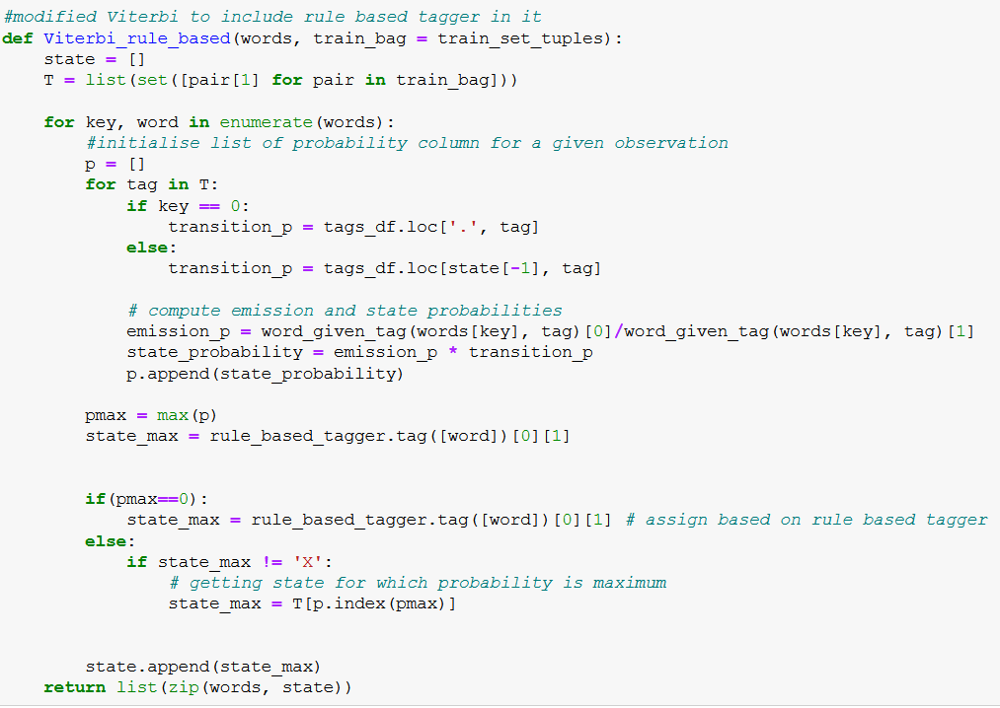 #modified Viterbi to include rule based tagger in it
def Viterbi_rule_based(words, train_bag = train_set_tuples):
    state = []
    T = list(set([pair[1] for pair in train_bag]))

    for key, word in enumerate(words):
        #initialise list of probability column for a given observation
        p = []
        for tag in T:
            if key == 0:
                transition_p = tags_df.loc['.', tag]
            else:
                transition_p = tags_df.loc[state[-1], tag]

            # compute emission and state probabilities
            emission_p = word_given_tag(words[key], tag)[0]/word_given_tag(words[key], tag)[1]
            state_probability = emission_p * transition_p
            p.append(state_probability)

        pmax = max(p)
        state_max = rule_based_tagger.tag([word])[0][1]


        if(pmax==0):
            state_max = rule_based_tagger.tag([word])[0][1] # assign based on rule based tagger
        else:
            if state_max != 'X':
                # getting state for which probability is maximum
                state_max = T[p.index(pmax)]


        state.append(state_max)
    return list(zip(words, state))